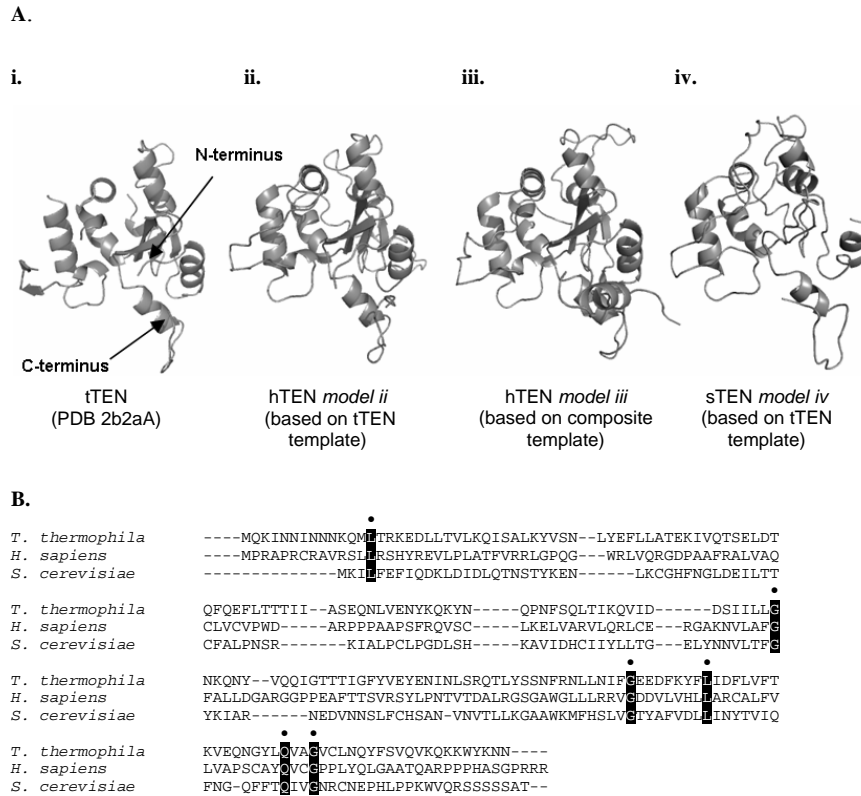 A.
i. ii. iii. iv.
N-terminus
C-terminus
tTEN
(PDB 2b2aA)
hTEN model ii
(based on tTEN
template)
hTEN model iii
(based on composite
template)
sTEN model iv
(based on tTEN
template)
B.
•
T. thermophila ----MQKINNINNNKQMLTRKEDLLTVLKQISALKYVSN--LYEFLLATEKIVQTSELDT
H. sapiens ----MPRAPRCRAVRSLLRSHYREVLPLATFVRRLGPQG--WRLVQRGDPAAFRALVAQ
S. cerevisiae --------------MKILFEFIQDKLDIDLQTNSTYKEN------LKCGHFNGLDEILTT
•
T. thermophila QFQEFLTTTII--ASEQNLVENYKQKYN-----QPNFSQLTIKQVID------DSIILLG
H. sapiens CLVCVPWD-----ARPPPAAPSFRQVSC-----LKELVARVLQRLCE---RGAKNVLAFG
S. cerevisiae CFALPNSR-----KIALPCLPGDLSH------KAVIDHCIIYLLTG---ELYNNVLTFG
• •
T. thermophila NKQNY--VQQIGTTTIGFYVEYENINLSRQTLYSSNFRNLLNIFGEEDFKYFLIDFLVFT
H. sapiens FALLDGARGGPPEAFTTSVRSYLPNTVTDALRGSGAWGLLLRRVGDDVLVHLLARCALFV
S. cerevisiae YKIAR------NEDVNNSLFCHSAN-VNVTLLKGAAWKMFHSLVGTYAFVDLLINYTVIQ
• •
T. thermophila KVEQNGYLQVAGVCLNQYFSVQVKQKKWYKNN----
H. sapiens LVAPSCAYQVCGPPLYQLGAATQARPPPHASGPRRR
S. cerevisiae FNG-QFFTQIVGNRCNEPHLPPKWVQRSSSSSAT--